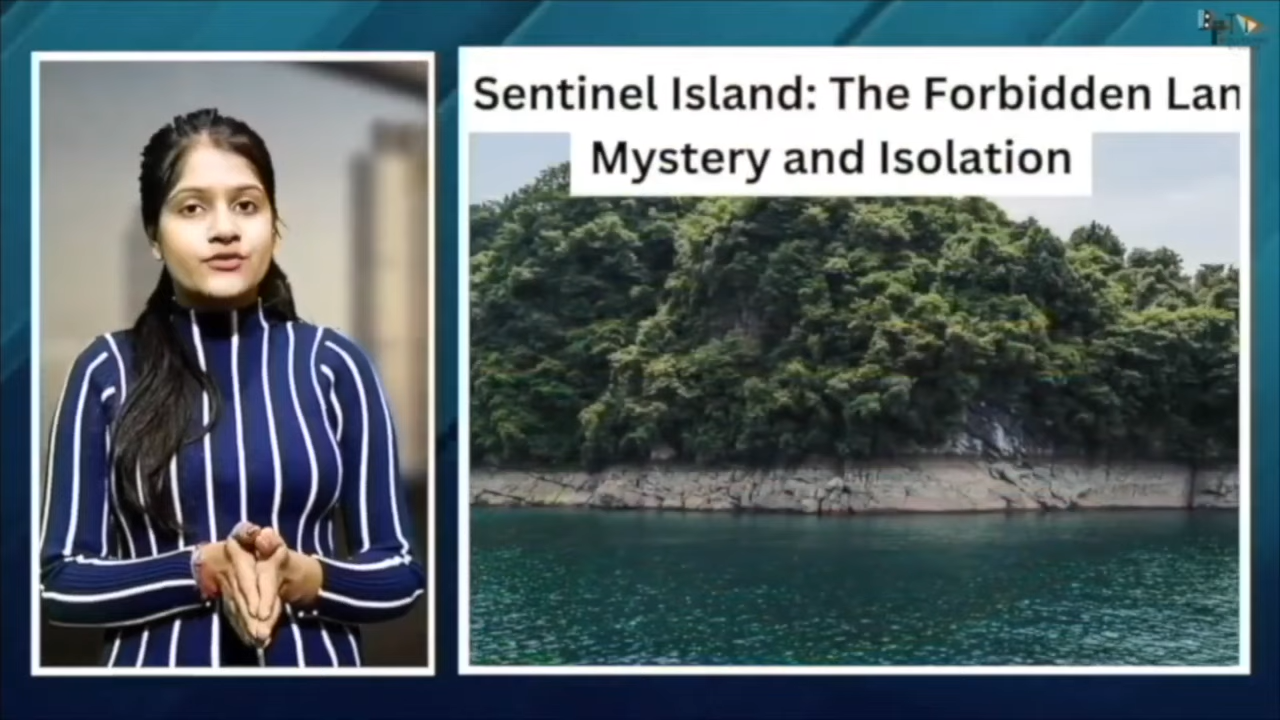 Sentinel Island: The Forbidden Lan
Mystery and Isolation